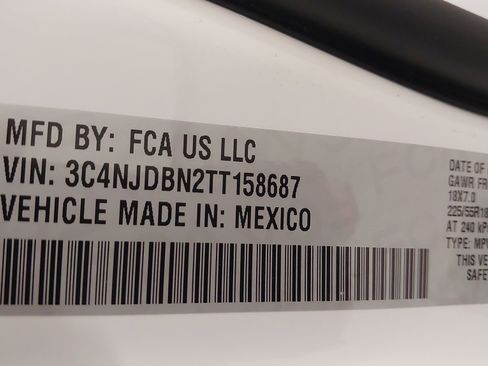 MFD BY: FCA US LLC
VIN: 3C4NJDBN2TT158687
VEHICLE MADE IN: MEXICO
DATE OF
GAWR FR
18X7.0
225/55R18
AT 240 kP
TYPE: MP
THIS VE
SAFE